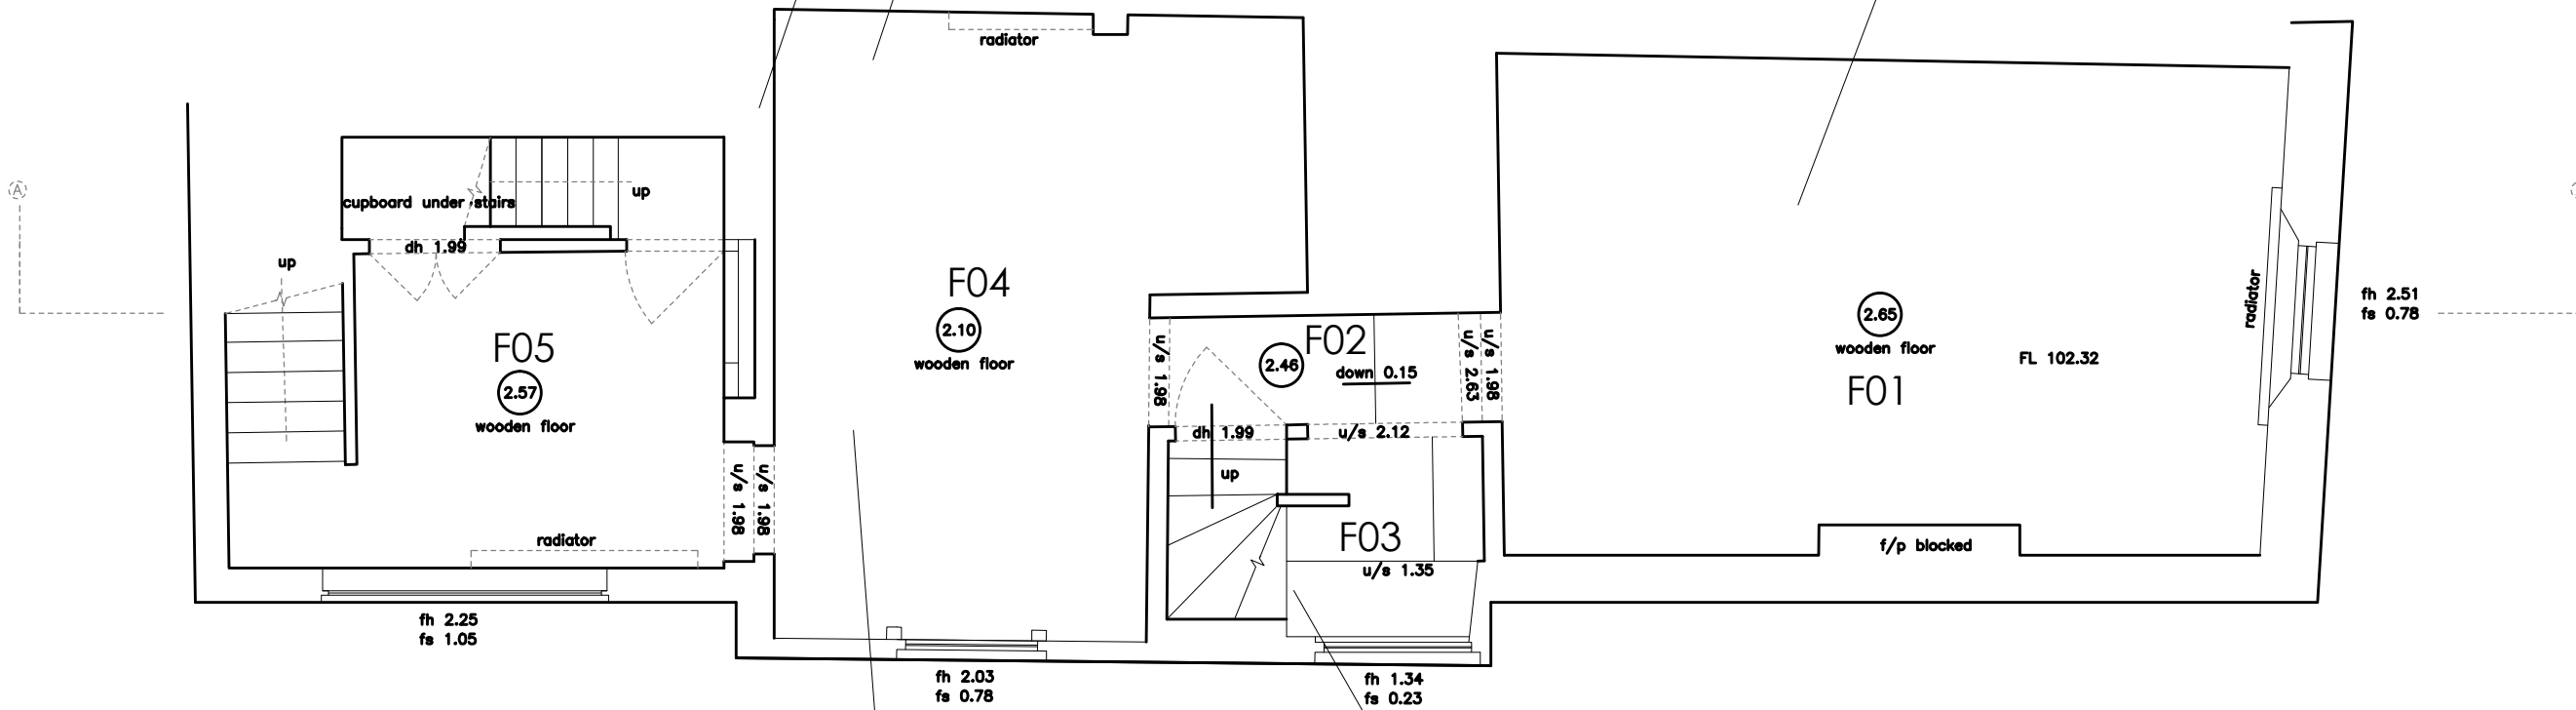 radiator
A
up
cupboard under stairs
dh 1.99
up
F05
2.57
wooden floor
radiator
fh 2.25
fs 1.05
u/s 1.98
u/s 1.98
F04
2.10
wooden floor
fh 2.03
fs 0.78
u/s 1.98
F02
2.46
down 0.15
u/s 2.63
u/s 1.98
dh 1.99
u/s 2.12
up
F03
u/s 1.35
fh 1.34
fs 0.23
2.65
wooden floor
F01
FL 102.32
radiator
f/p blocked
fh 2.51
fs 0.78